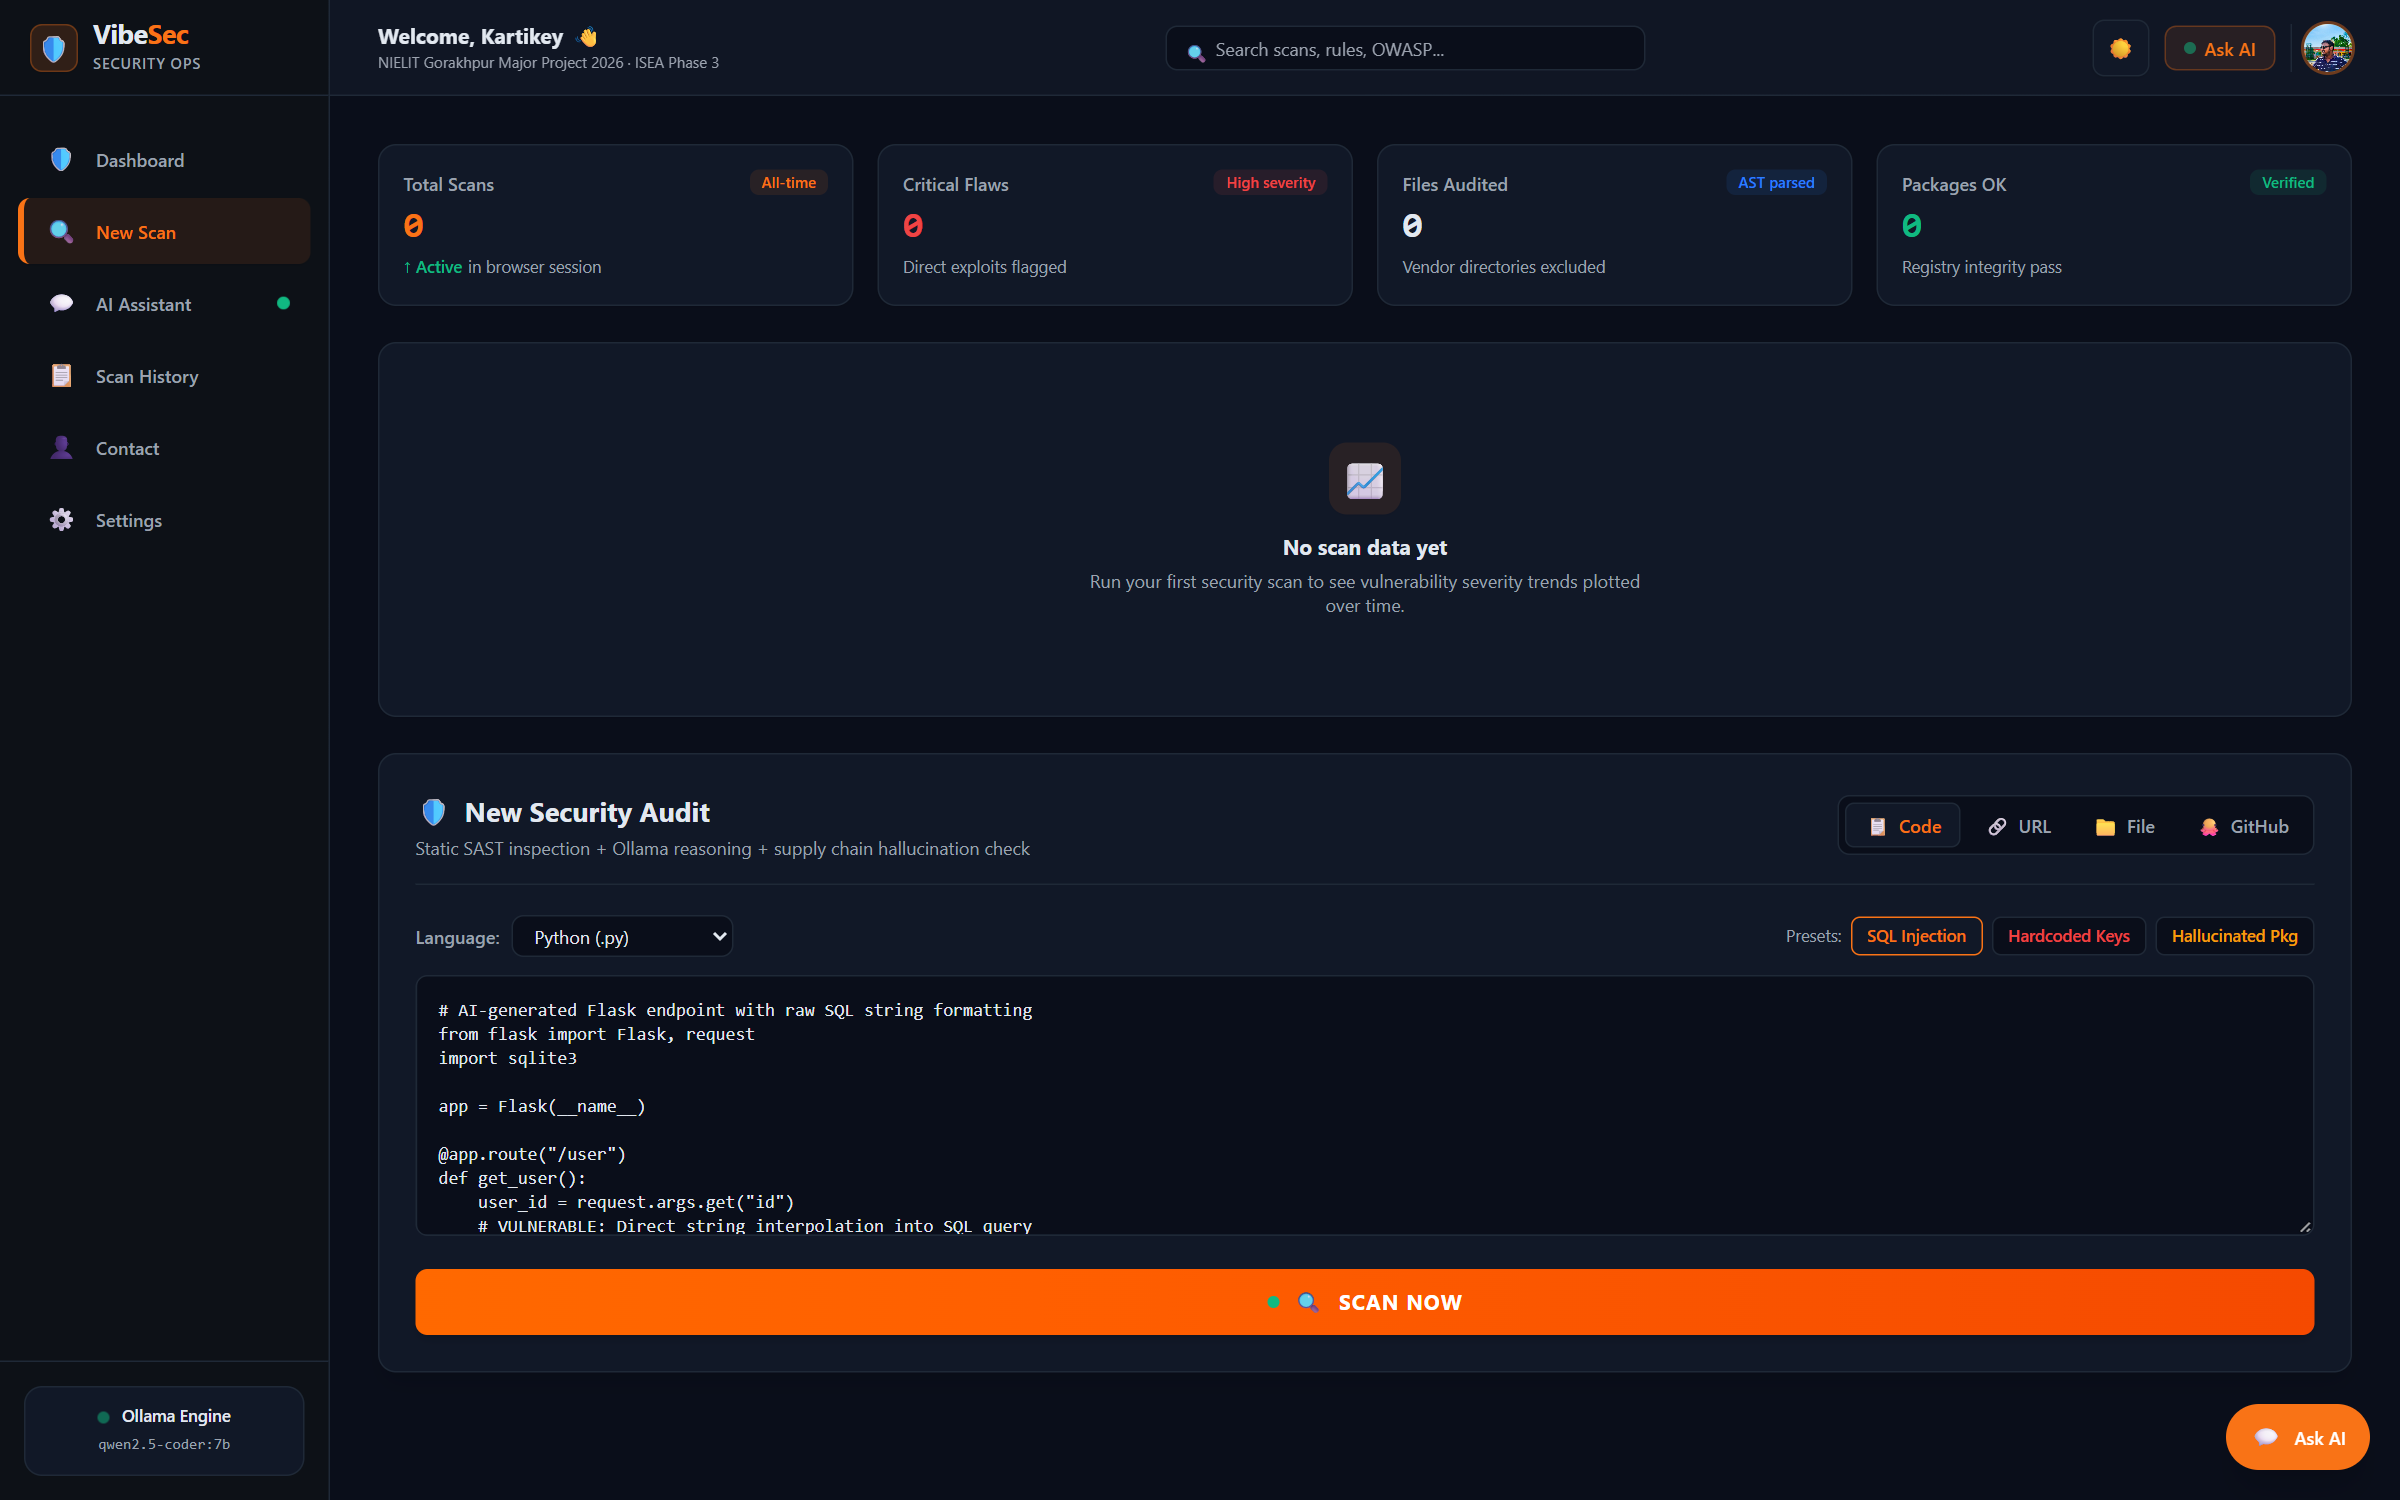 VibeSec
SECURITY OPS
Dashboard
New Scan
AI Assistant
Scan History
Contact
Settings
Ollama Engine
qwen2.5-coder:7b
Welcome, Kartikey 👋
NIELIT Gorakhpur Major Project 2026 · ISEA Phase 3
Search scans, rules, OWASP...
Ask AI
Total Scans
All-time
0
↑ Active in browser session
Critical Flaws
High severity
0
Direct exploits flagged
Files Audited
AST parsed
0
Vendor directories excluded
Packages OK
Verified
0
Registry integrity pass
No scan data yet
Run your first security scan to see vulnerability severity trends plotted
over time.
New Security Audit
Static SAST inspection + Ollama reasoning + supply chain hallucination check
Code
URL
File
GitHub
Language:
Python (.py)
Presets:
SQL Injection
Hardcoded Keys
Hallucinated Pkg
# AI-generated Flask endpoint with raw SQL string formatting
from flask import Flask, request
import sqlite3
app = Flask(__name__)
@app.route("/user")
def get_user():
    user_id = request.args.get("id")
    # VULNERABLE: Direct string interpolation into SQL query
SCAN NOW
Ask AI